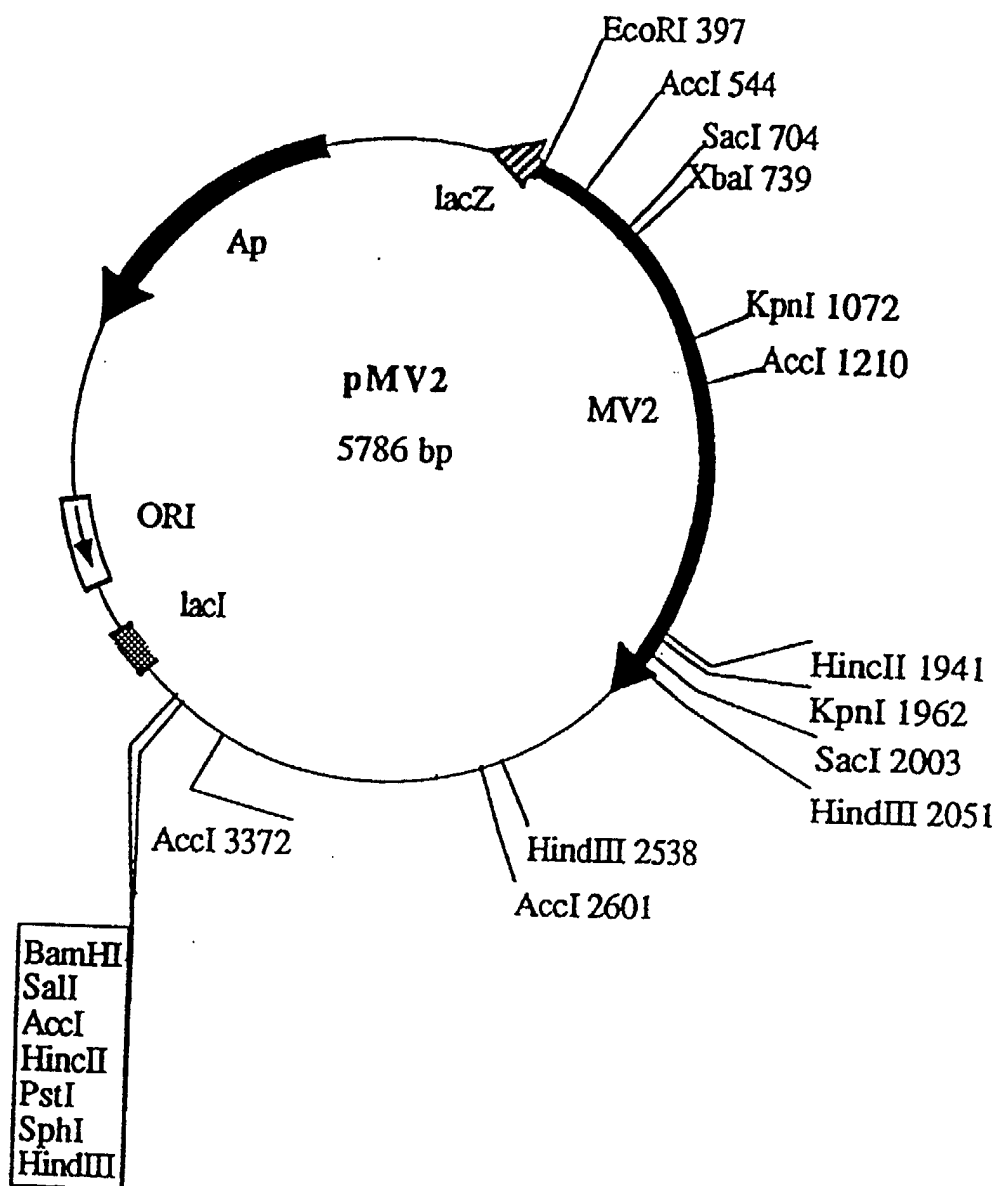 EcoRI 397
AccI 544
SacI 704
XbaI 739
lacZ
Ap
KpnI 1072
AccI 1210
pMV2
MV2
5786 bp
ORI
lacI
HincII 1941
KpnI 1962
SacI 2003
HindIII 2051
AccI 3372
HindIII 2538
AccI 2601
BamHI
SalI
AccI
HincII
PstI
SphI
HindIII